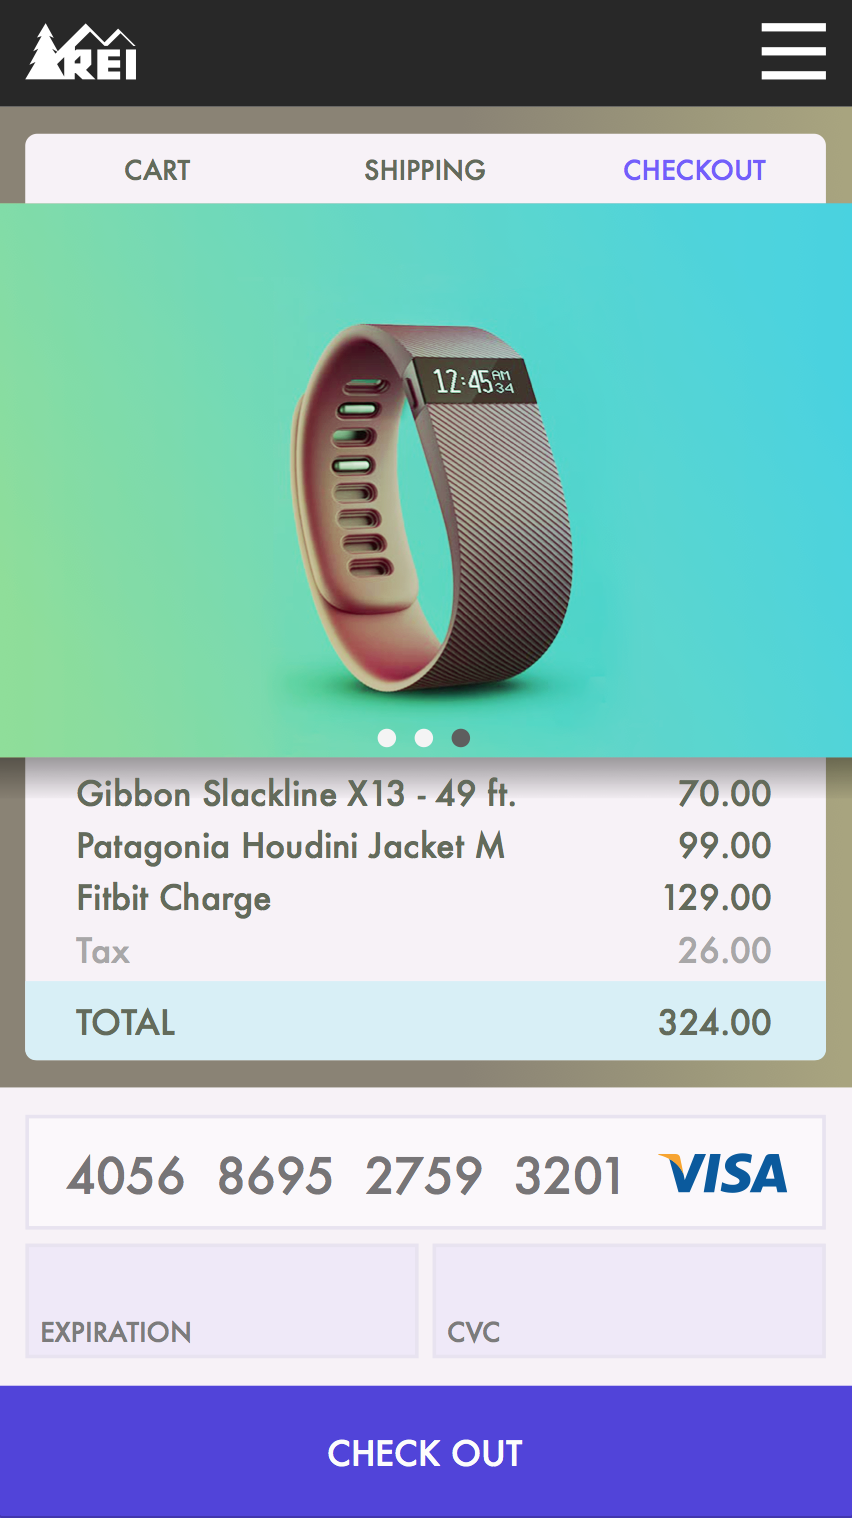 REI
CART SHIPPING CHECKOUT
12:45 AM 34
Gibbon Slackline X13 - 49 ft. 70.00
Patagonia Houdini Jacket M 99.00
Fitbit Charge 129.00
Tax 26.00
TOTAL 324.00
4056 8695 2759 3201 VISA
EXPIRATION CVC
CHECK OUT